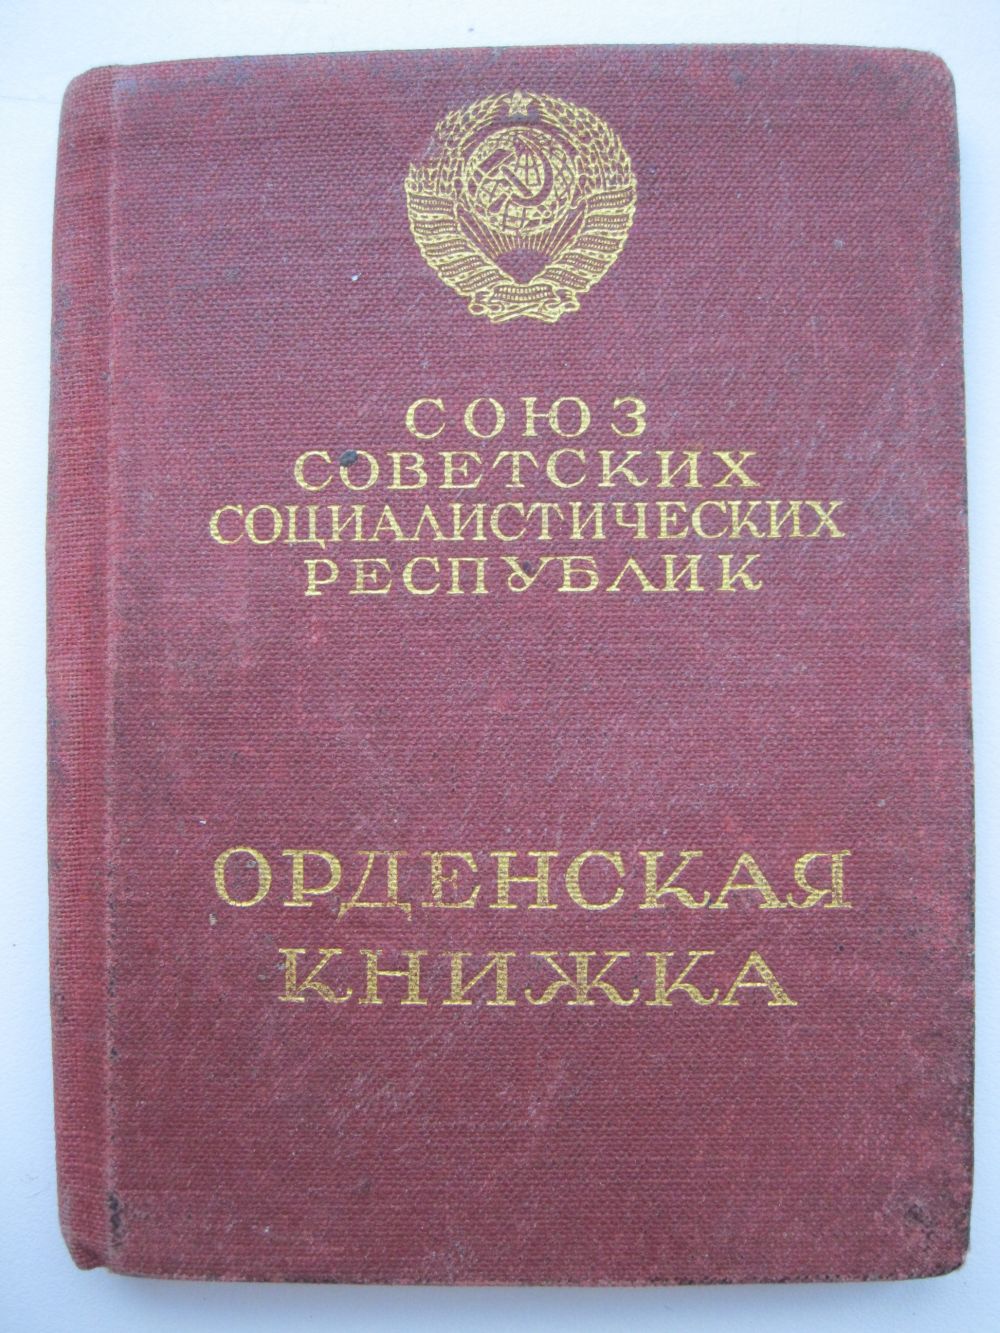 СОЮЗ
СОВЕТСКИХ
СОЦИАЛИСТИЧЕСКИХ
РЕСПУБЛИК
ОРДЕНСКАЯ
КНИЖКА